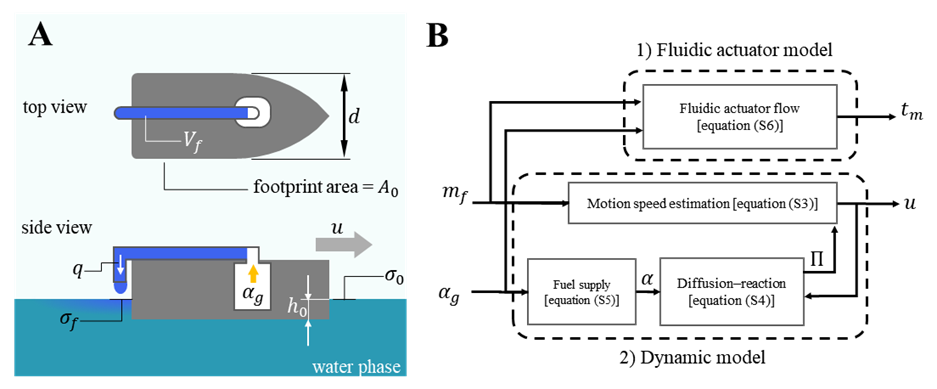 A
top view
d
V_f
footprint area = A_0
side view
u
q
σ_0
α_g
h_0
σ_f
water phase
B
1) Fluidic actuator model
Fluidic actuator flow
[equation (S6)]
t_m
m_f
Motion speed estimation [equation (S3)]
u
Π
α_g
Fuel supply
[equation (S5)]
α
Diffusion–reaction
[equation (S4)]
2) Dynamic model